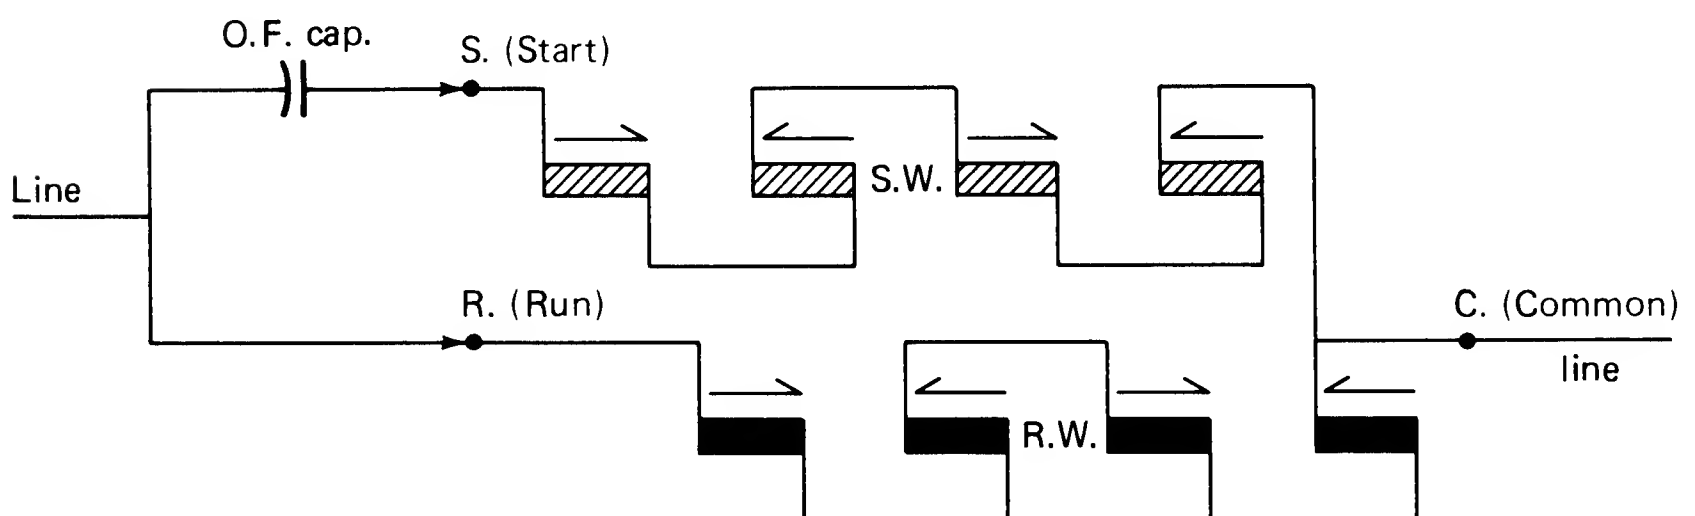 O.F. cap.
S. (Start)
Line
S.W.
R. (Run)
C. (Common)
line
R.W.